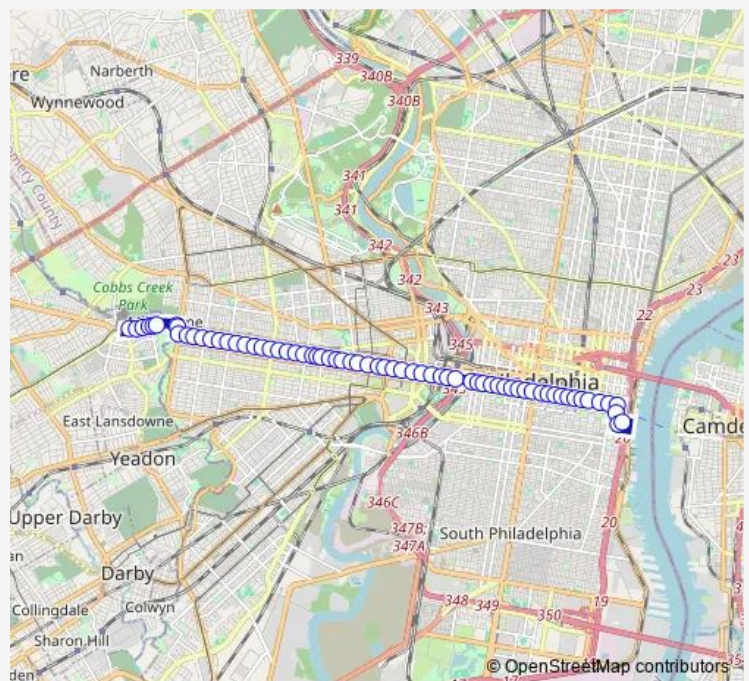 339
Narberth
340B
Wynnewood
340B
341
341
342
23
342
23
Cobbs Creek
Park
343
22
345
East Lansdowne
Camde
346B
20
Yeadon
346C
Upper Darby
20
347B;
347A
South Philadelphia
Darby
348
349
350
19
Collingdale
Colwyn
Sharon Hill
© OpenStreetMap contributors